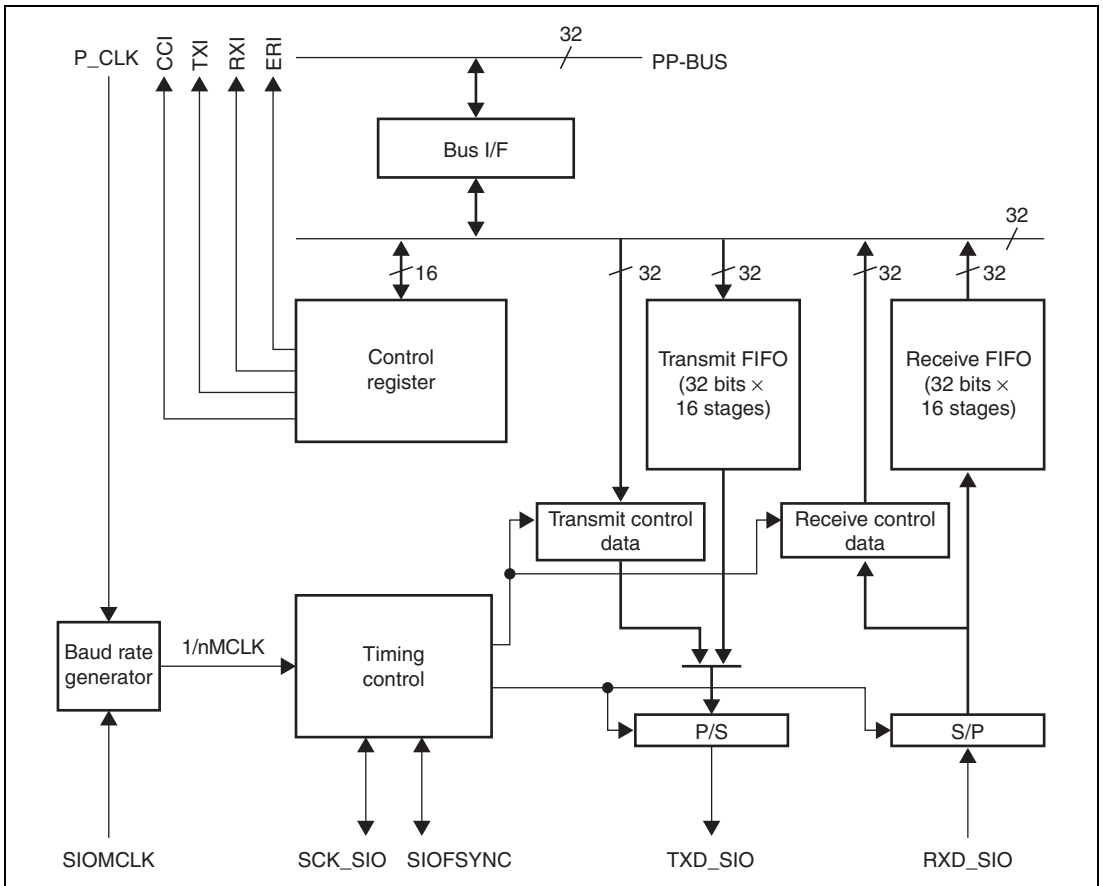 P_CLK
CCI
TXI
RXI
ERI
32
PP-BUS
Bus I/F
32
16
32
32
32
32
Control
register
Transmit FIFO
(32 bits ×
16 stages)
Receive FIFO
(32 bits ×
16 stages)
Transmit control
data
Receive control
data
Baud rate
generator
1/nMCLK
Timing
control
P/S
S/P
SIOMCLK
SCK_SIO
SIOFSYNC
TXD_SIO
RXD_SIO